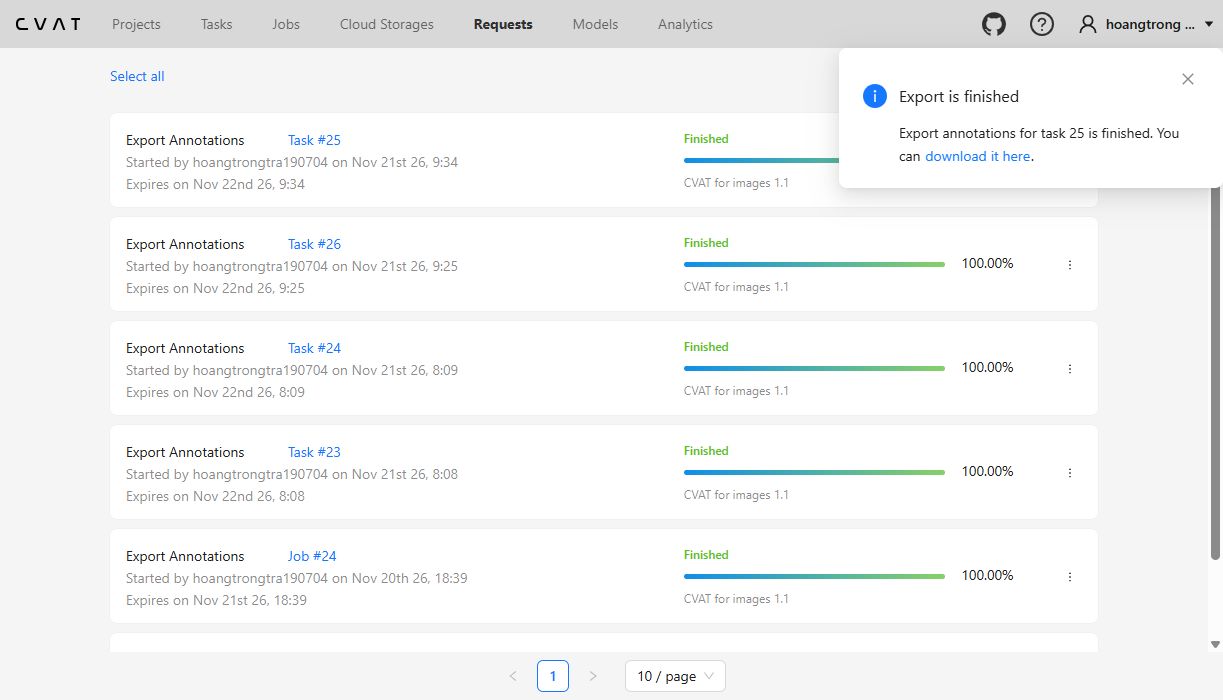 CVAT
Projects
Tasks
Jobs
Cloud Storages
Requests
Models
Analytics
hoangtrong ...
Select all
Export is finished
Export annotations for task 25 is finished. You
can download it here.
Export Annotations Task #25
Started by hoangtrongtra190704 on Nov 21st 26, 9:34
Expires on Nov 22nd 26, 9:34
Finished
CVAT for images 1.1
Export Annotations Task #26
Started by hoangtrongtra190704 on Nov 21st 26, 9:25
Expires on Nov 22nd 26, 9:25
Finished
100.00%
CVAT for images 1.1
Export Annotations Task #24
Started by hoangtrongtra190704 on Nov 21st 26, 8:09
Expires on Nov 22nd 26, 8:09
Finished
100.00%
CVAT for images 1.1
Export Annotations Task #23
Started by hoangtrongtra190704 on Nov 21st 26, 8:08
Expires on Nov 22nd 26, 8:08
Finished
100.00%
CVAT for images 1.1
Export Annotations Job #24
Started by hoangtrongtra190704 on Nov 20th 26, 18:39
Expires on Nov 21st 26, 18:39
Finished
100.00%
CVAT for images 1.1
1
10 / page